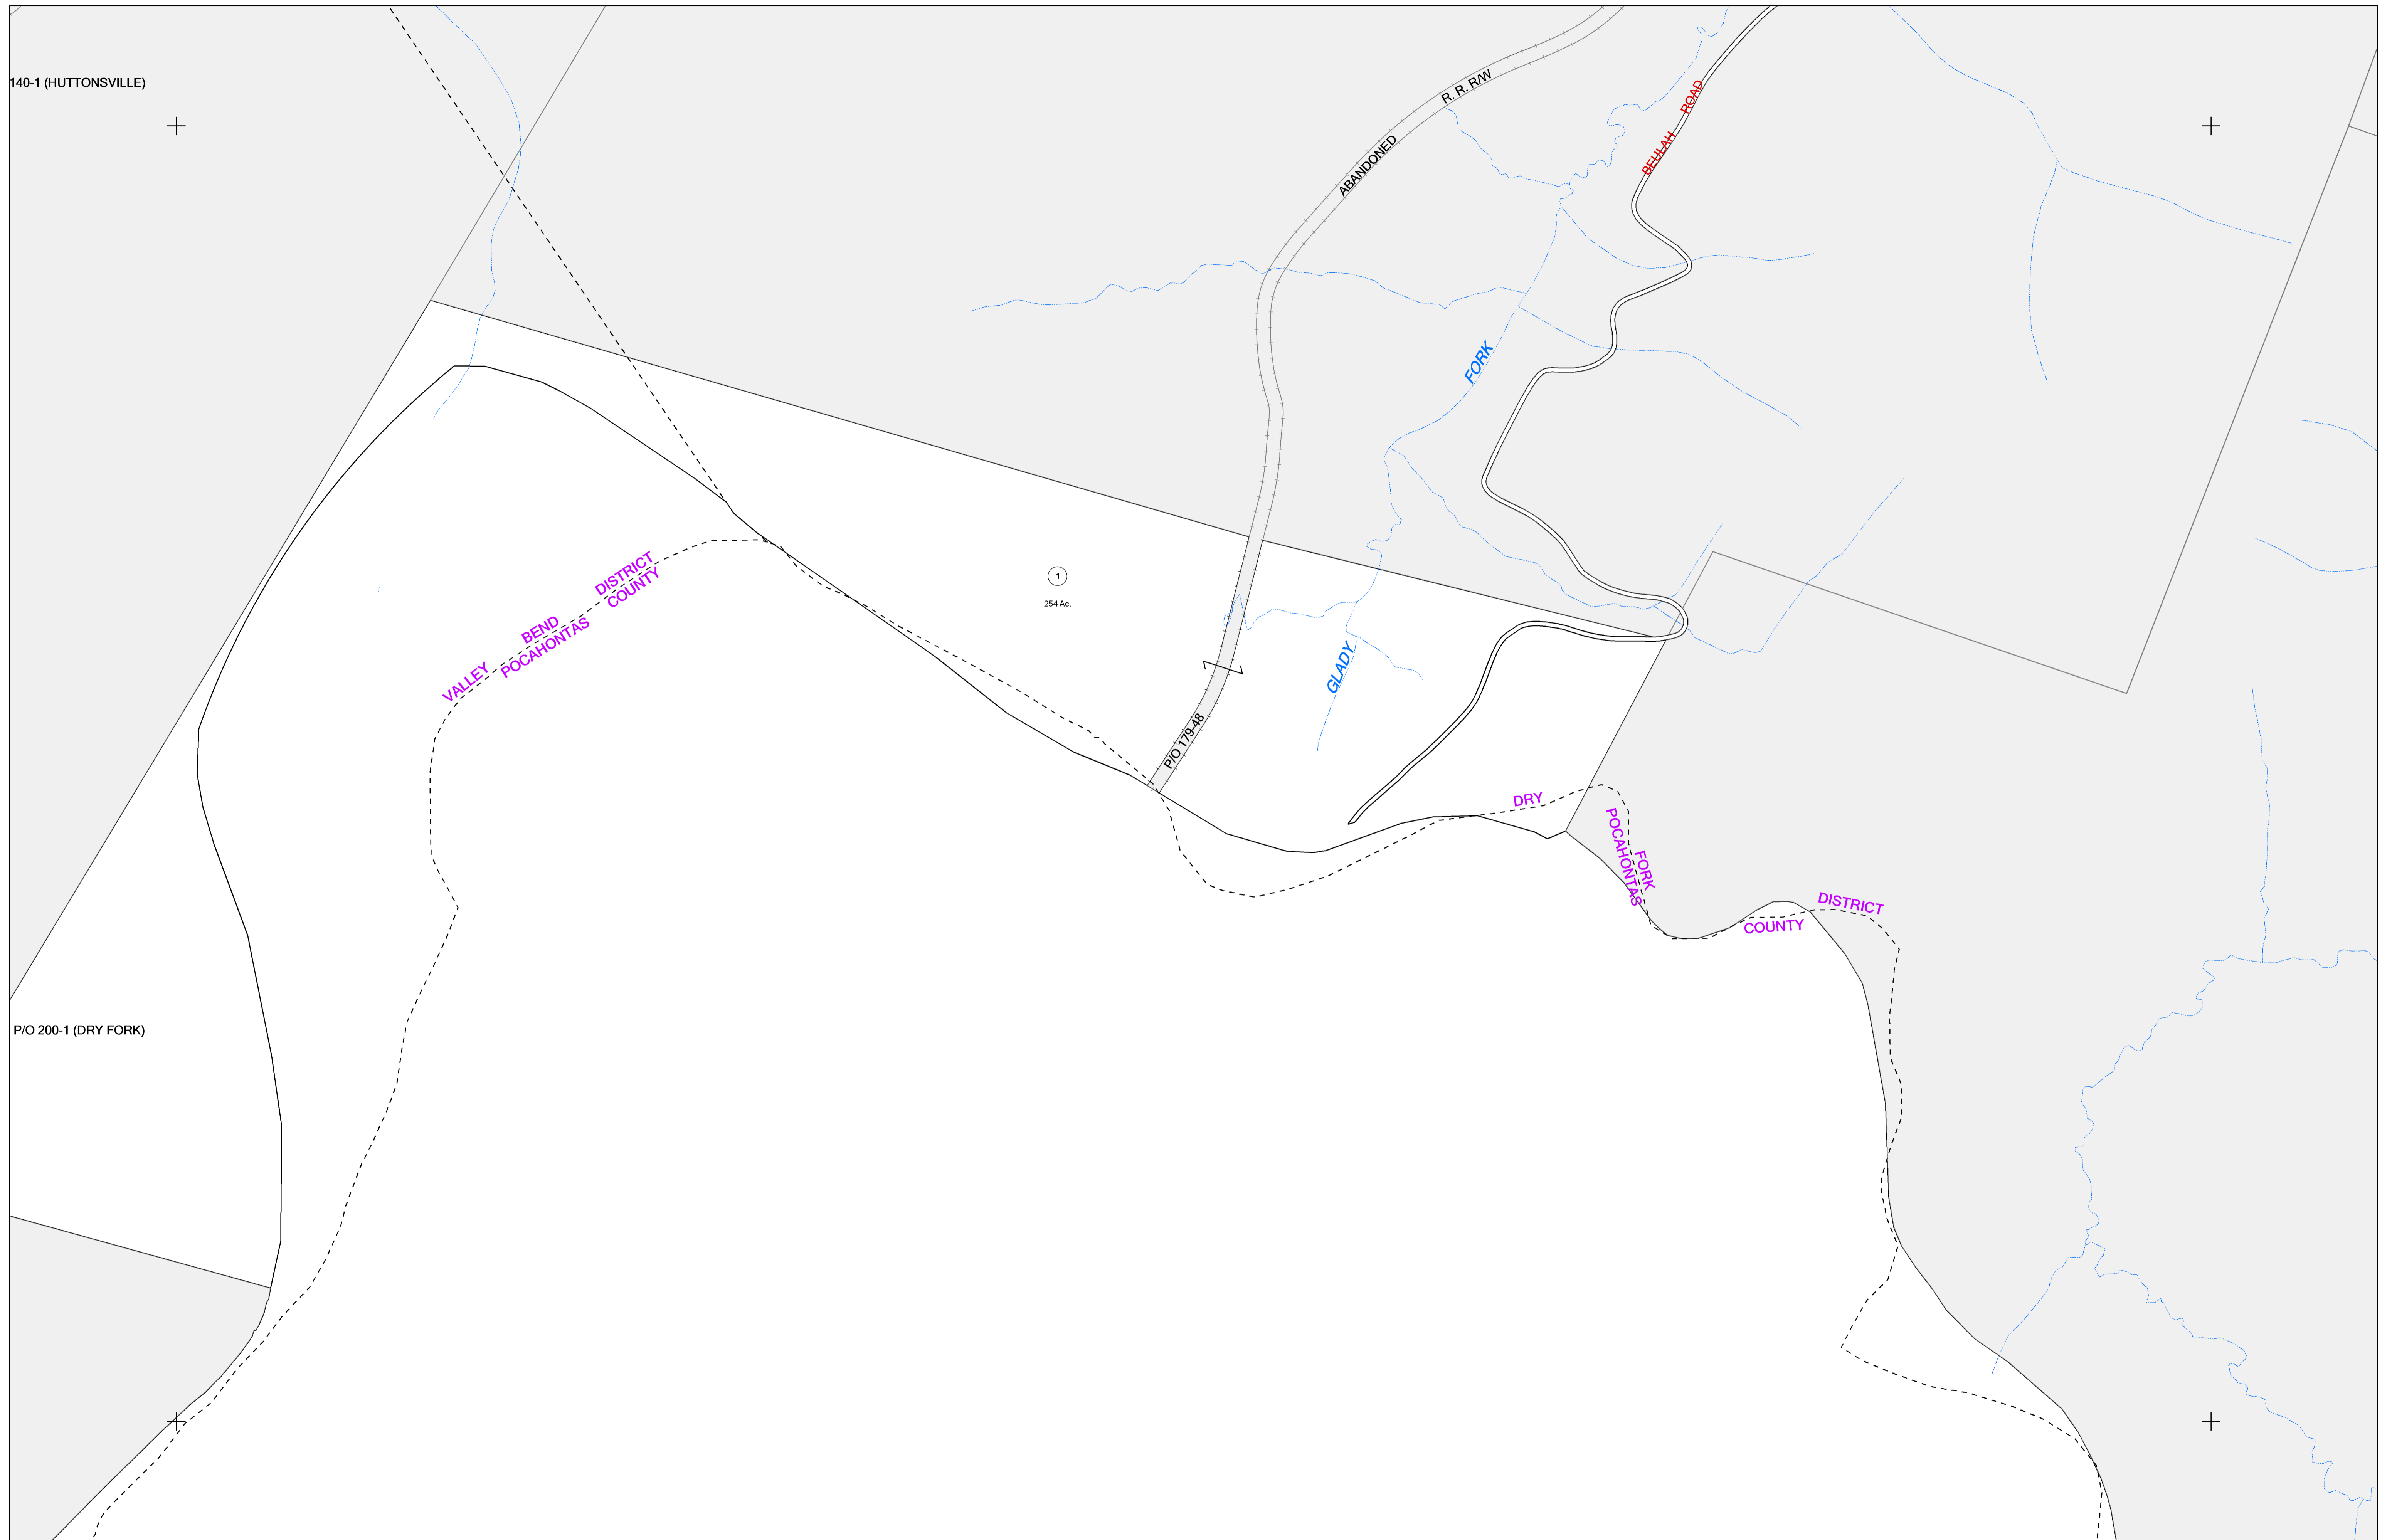 140-1 (HUTTONSVILLE)
R. R. R/W
ABANDONED
BEULAH ROAD
GLADY FORK
1
254 Ac.
VALLEY BEND DISTRICT
POCAHONTAS COUNTY
P/O 179-48
DRY FORK DISTRICT
POCAHONTAS COUNTY
P/O 200-1 (DRY FORK)